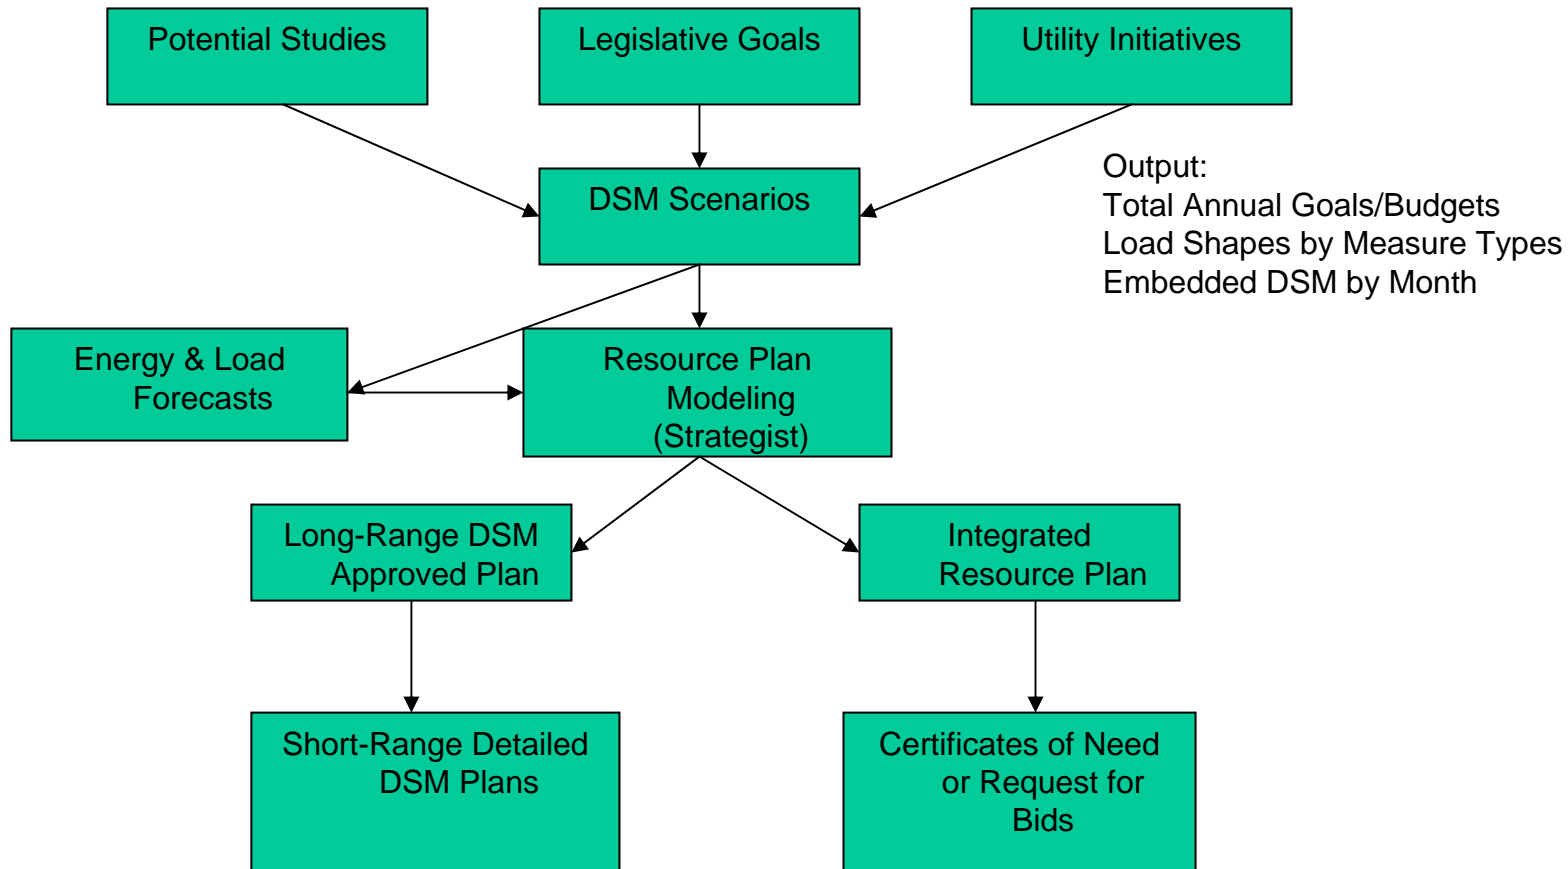 Potential Studies
Legislative Goals
Utility Initiatives
Output:
Total Annual Goals/Budgets
Load Shapes by Measure Types
Embedded DSM by Month
DSM Scenarios
Energy & Load
Forecasts
Resource Plan
Modeling
(Strategist)
Long-Range DSM
Approved Plan
Integrated
Resource Plan
Short-Range Detailed
DSM Plans
Certificates of Need
or Request for
Bids